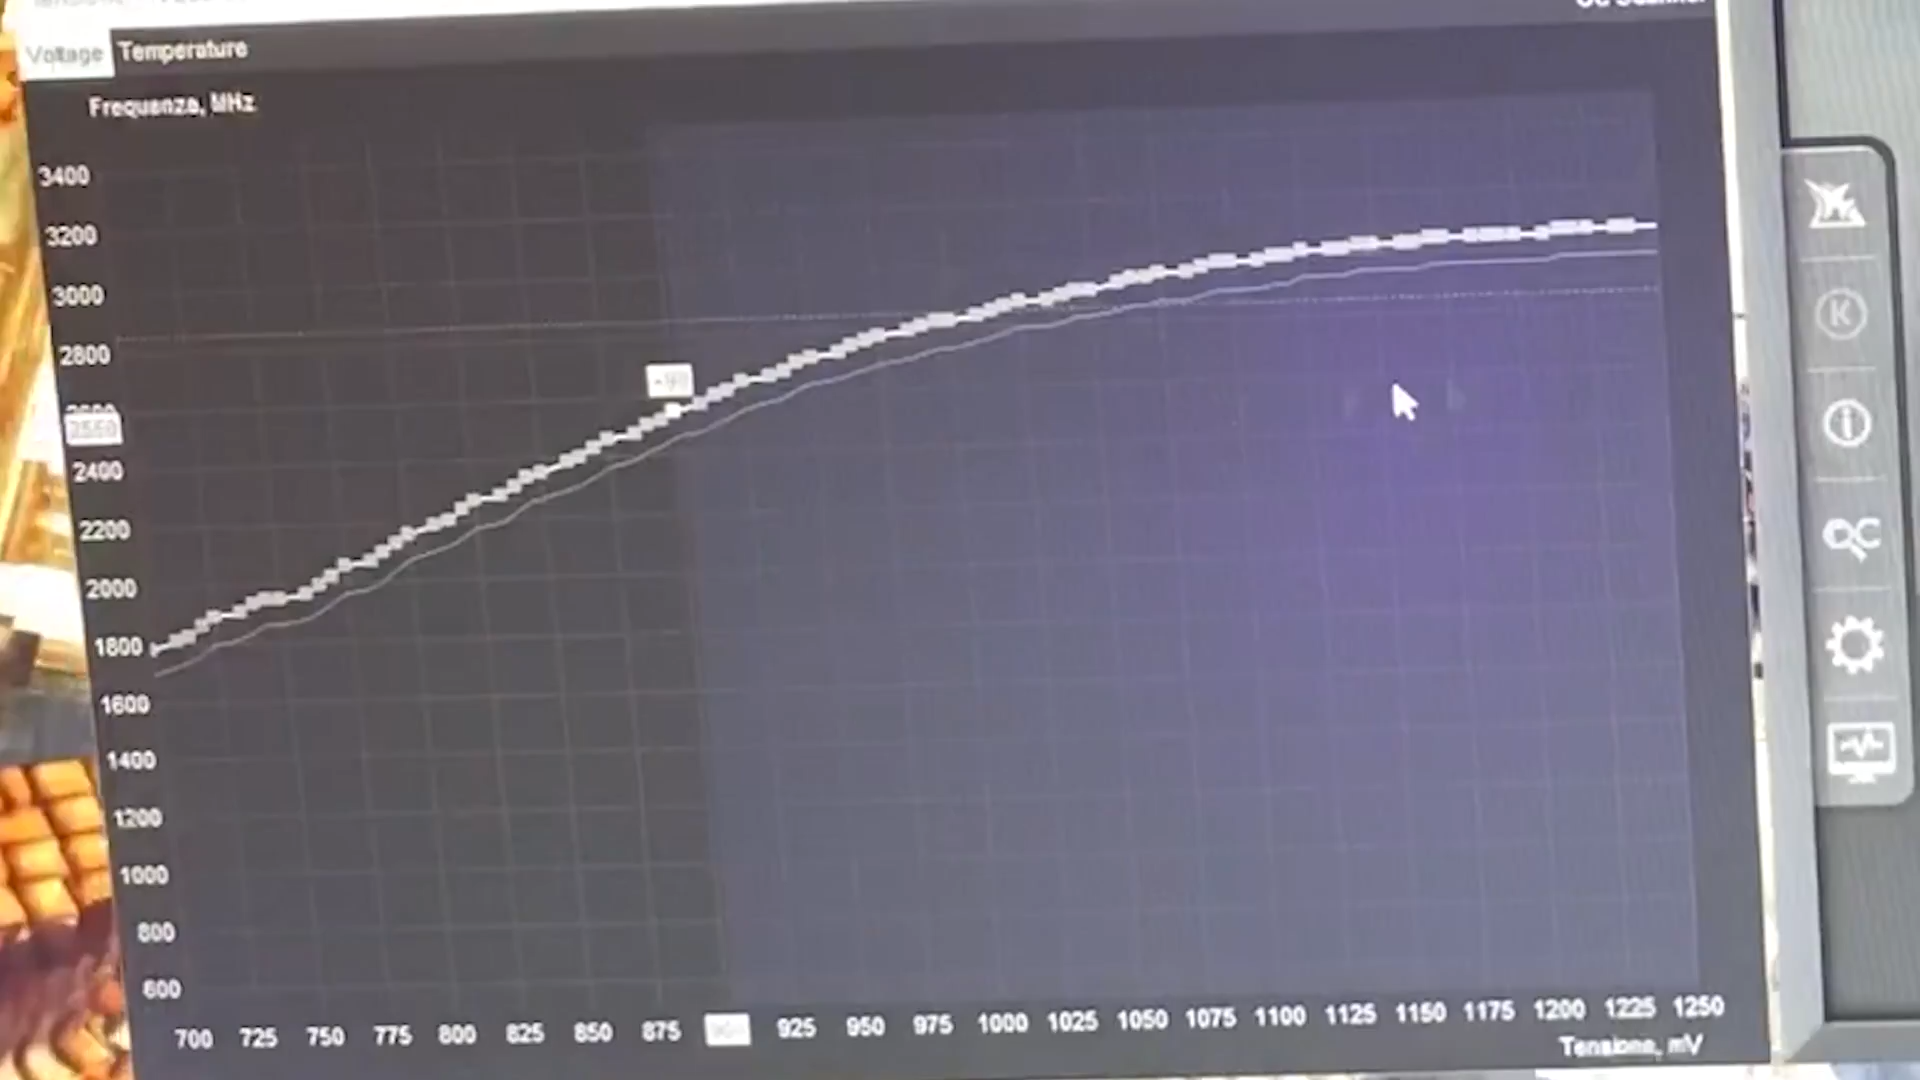 Voltage Temperature
Frequenza, MHz
3400
3200
3000
2800
2550
2400
2200
2000
1800
1600
1400
1200
1000
800
600
700 725 750 775 800 825 850 875 925 950 975 1000 1025 1050 1075 1100 1125 1150 1175 1200 1225 1250
Tensione, mV
K
i